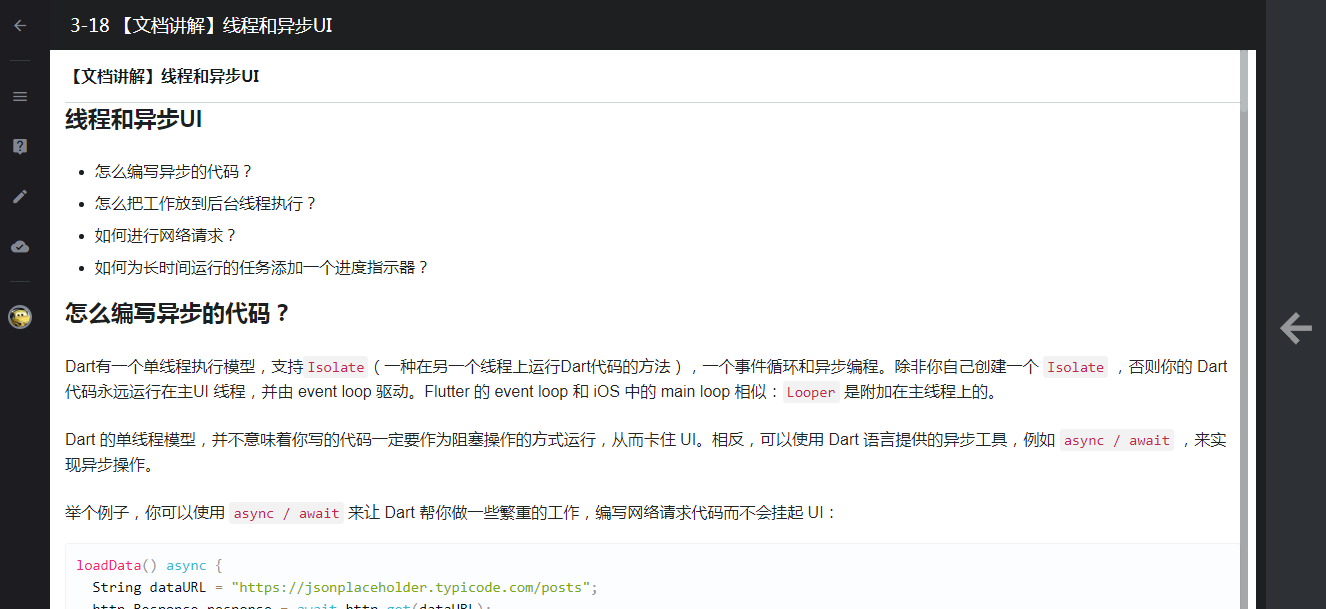 3-18 【文档讲解】线程和异步UI
【文档讲解】线程和异步UI
线程和异步UI
怎么编写异步的代码？
怎么把工作放到后台线程执行？
如何进行网络请求？
如何为长时间运行的任务添加一个进度指示器？
怎么编写异步的代码？
Dart有一个单线程执行模型，支持 Isolate （一种在另一个线程上运行Dart代码的方法），一个事件循环和异步编程。除非你自己创建一个 Isolate ，否则你的 Dart
代码永远运行在主UI 线程，并由 event loop 驱动。Flutter 的 event loop 和 iOS 中的 main loop 相似：Looper 是附加在主线程上的。
Dart 的单线程模型，并不意味着你写的代码一定要作为阻塞操作的方式运行，从而卡住 UI。相反，可以使用 Dart 语言提供的异步工具，例如 async / await ，来实
现异步操作。
举个例子，你可以使用 async / await 来让 Dart 帮你做一些繁重的工作，编写网络请求代码而不会挂起 UI：
loadData() async {
String dataURL = "https://jsonplaceholder.typicode.com/posts";
http.Response response = await http.get(dataURL);